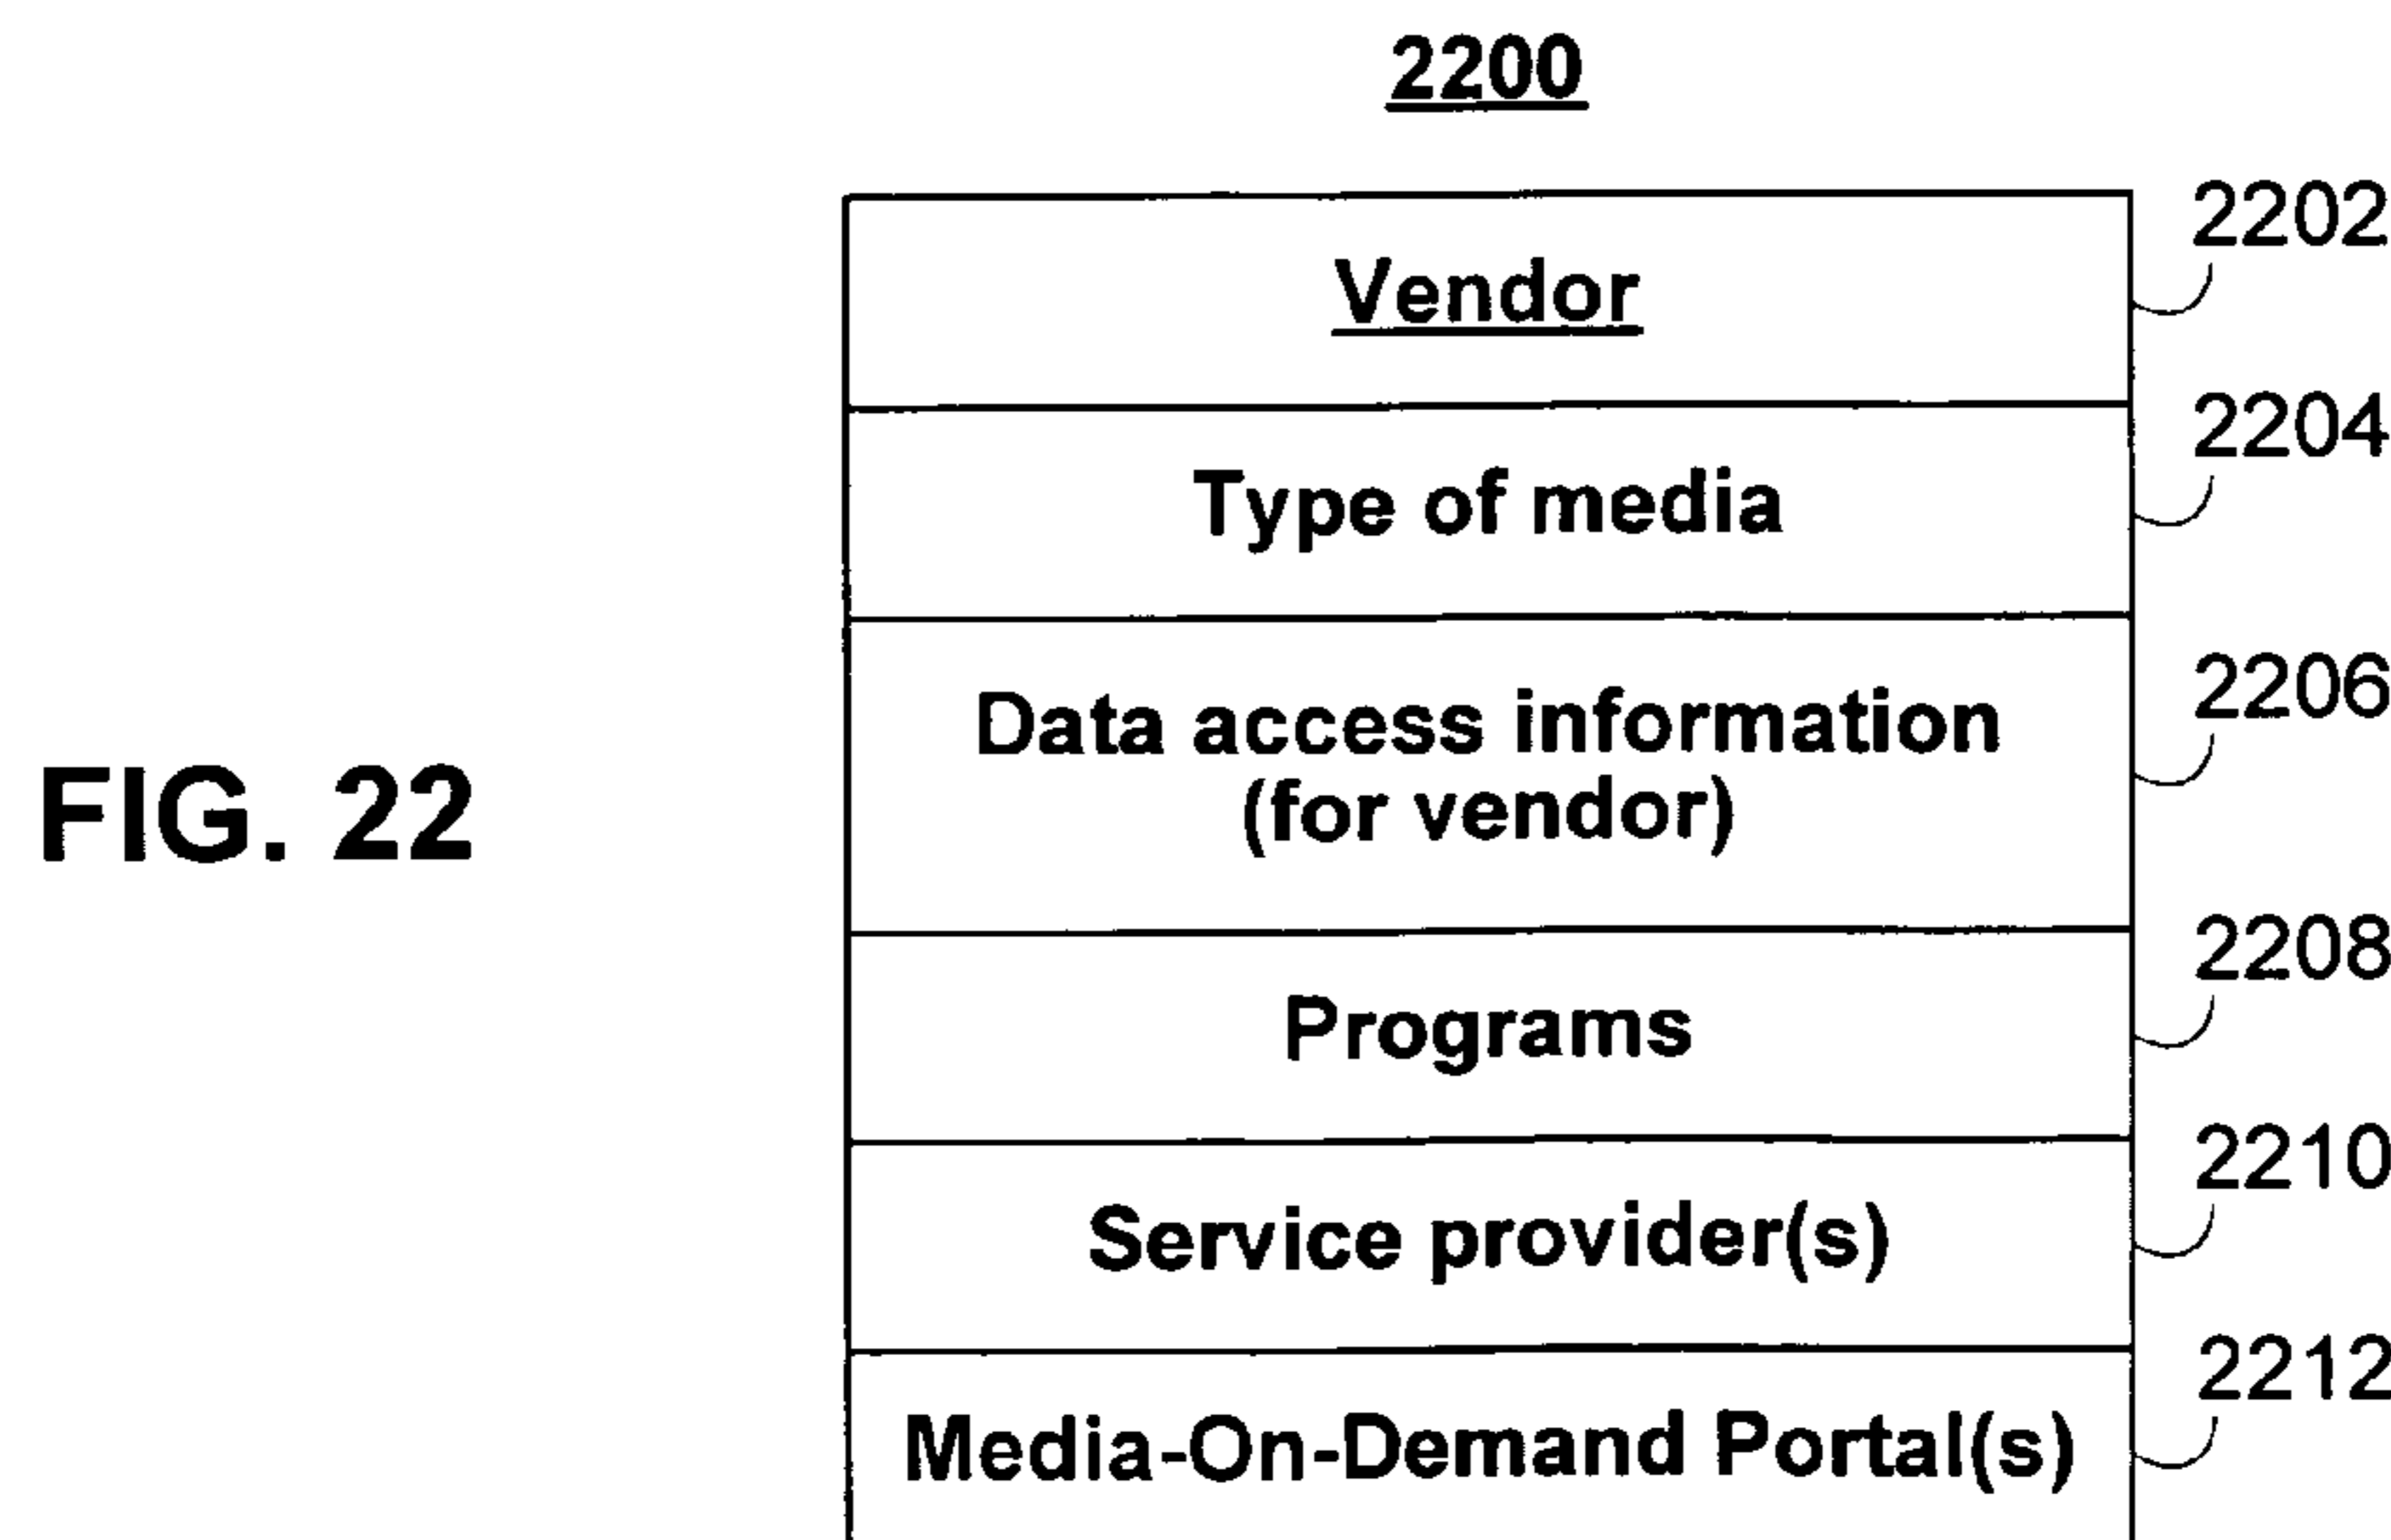 2200
Vendor
2202
Type of media
2204
Data access information
(for vendor)
2206
FIG. 22
Programs
2208
Service provider(s)
2210
Media-On-Demand Portal(s)
2212